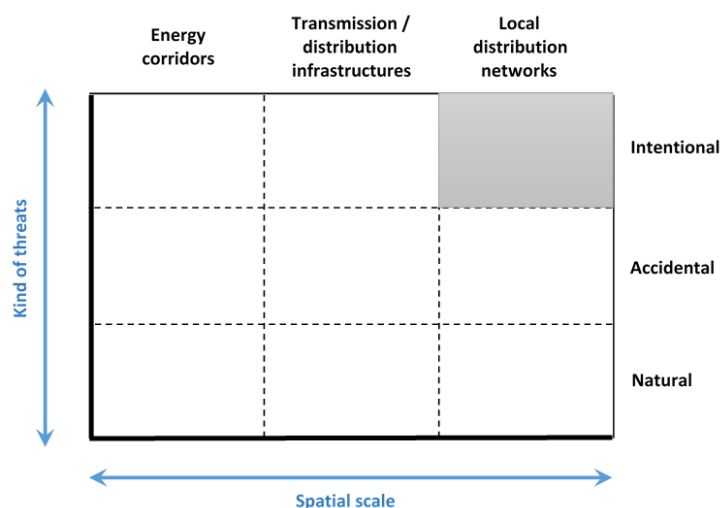 Energy
corridors
Transmission /
distribution
infrastructures
Local
distribution
networks
Intentional
Accidental
Natural
Kind of threats
Spatial scale